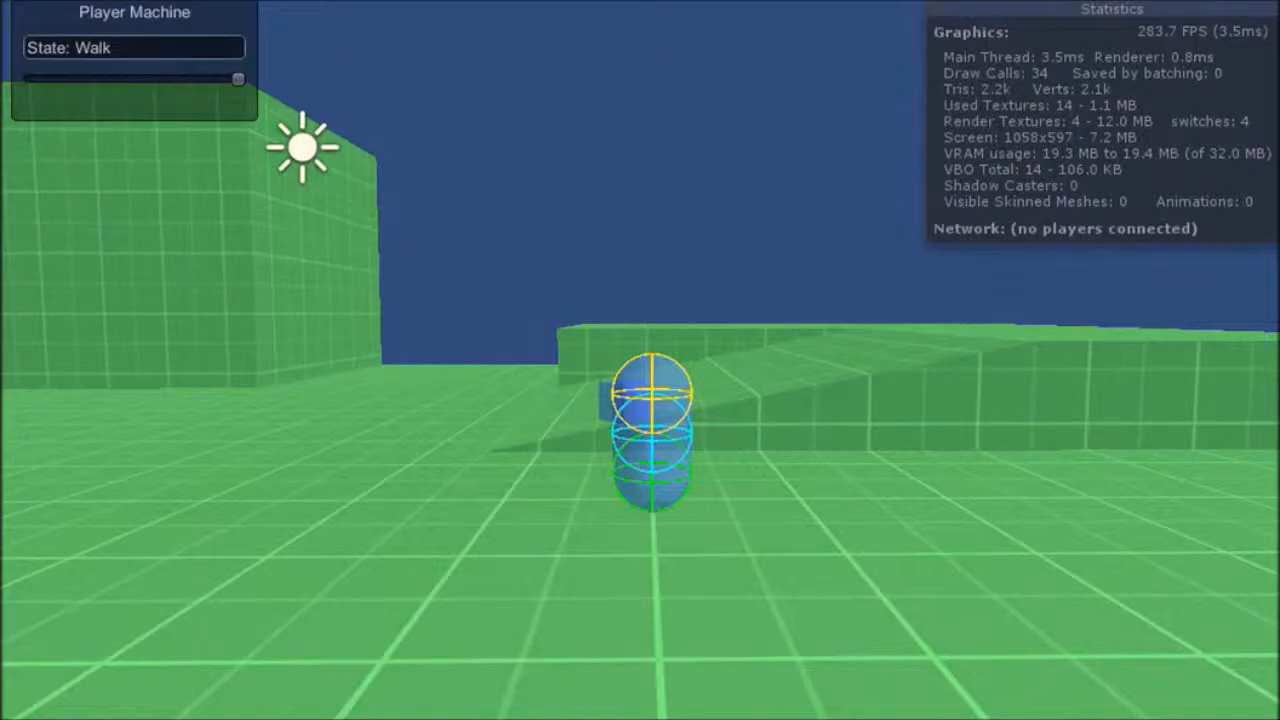 Player Machine
State: Walk
Statistics
Graphics: 283.7 FPS (3.5ms)
Main Thread: 3.5ms Renderer: 0.8ms
Draw Calls: 34 Saved by batching: 0
Tris: 2.2k Verts: 2.1k
Used Textures: 14 - 1.1 MB
Render Textures: 4 - 12.0 MB switches: 4
Screen: 1058x597 - 7.2 MB
VRAM usage: 19.3 MB to 19.4 MB (of 32.0 MB)
VBO Total: 14 - 106.0 KB
Shadow Casters: 0
Visible Skinned Meshes: 0 Animations: 0
Network: (no players connected)